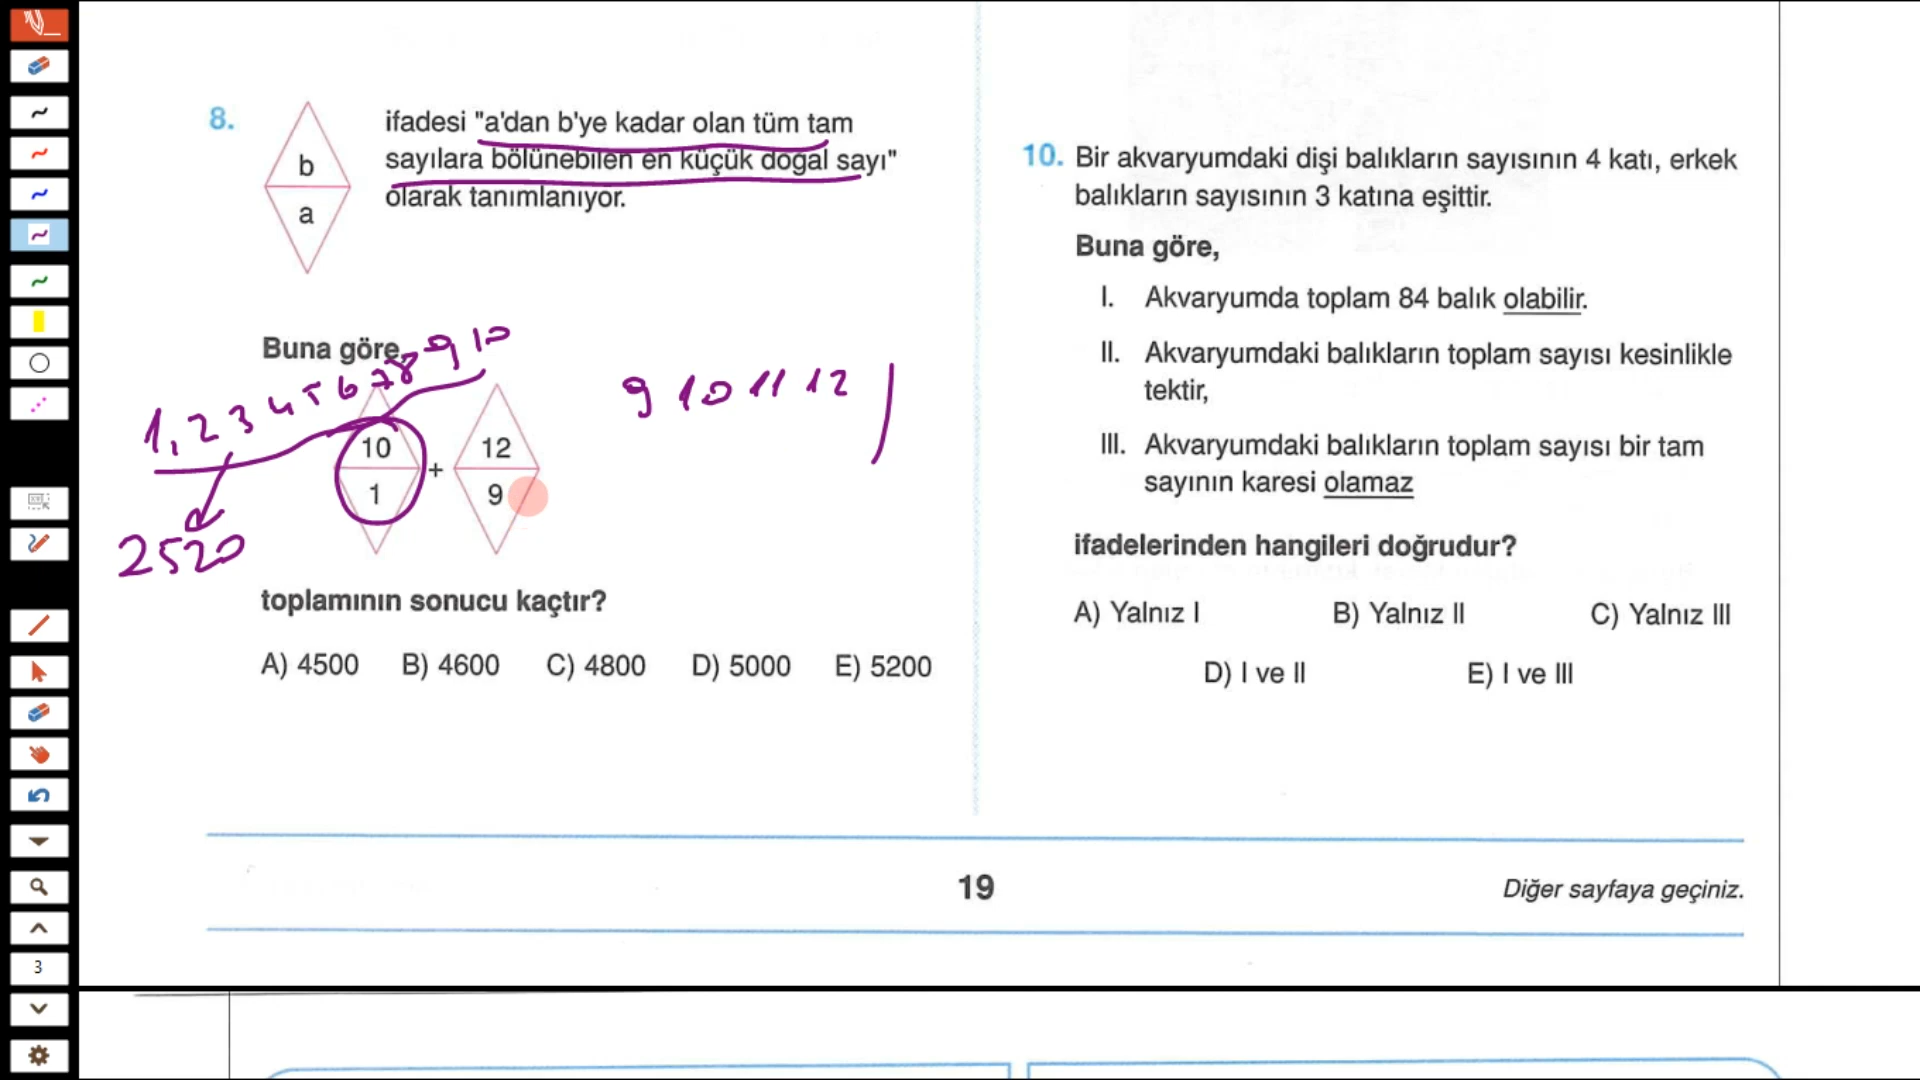 8.
b
a
ifadesi "a'dan b'ye kadar olan tüm tam
sayılara bölünebilen en küçük doğal sayı"
olarak tanımlanıyor.
Buna göre,
1, 2 3 4 5 6 7 8 9 10
2520
10
1
+
12
9
9 10 11 12
toplamının sonucu kaçtır?
A) 4500 B) 4600 C) 4800 D) 5000 E) 5200
10. Bir akvaryumdaki dişi balıkların sayısının 4 katı, erkek
balıkların sayısının 3 katına eşittir.
Buna göre,
I. Akvaryumda toplam 84 balık olabilir.
II. Akvaryumdaki balıkların toplam sayısı kesinlikle
tektir,
III. Akvaryumdaki balıkların toplam sayısı bir tam
sayının karesi olamaz
ifadelerinden hangileri doğrudur?
A) Yalnız I B) Yalnız II C) Yalnız III
D) I ve II E) I ve III
19
Diğer sayfaya geçiniz.
3